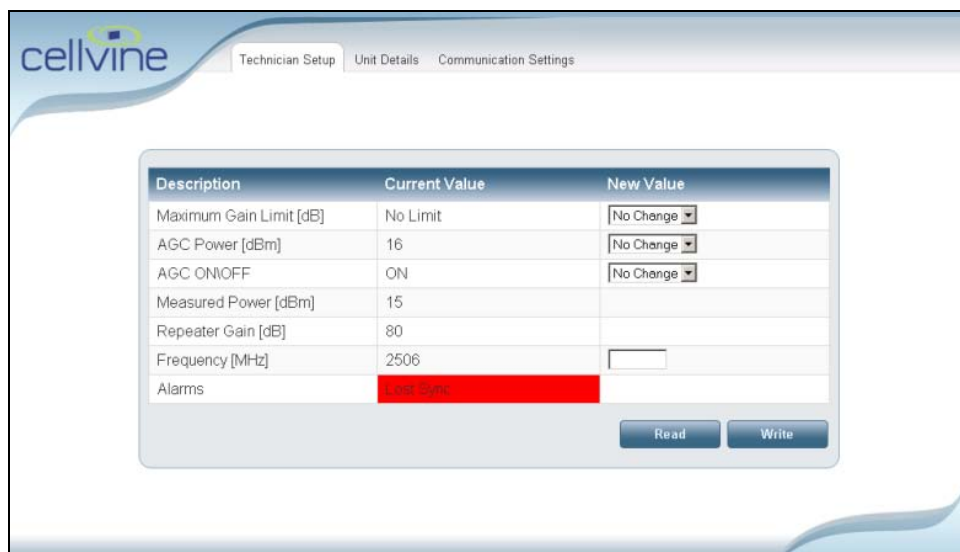 cellvine
Technician Setup Unit Details Communication Settings
Description Current Value New Value
Maximum Gain Limit [dB] No Limit No Change
AGC Power [dBm] 16 No Change
AGC ON\OFF ON No Change
Measured Power [dBm] 15
Repeater Gain [dB] 80
Frequency [MHz] 2506
Alarms Lost Sync
Read Write